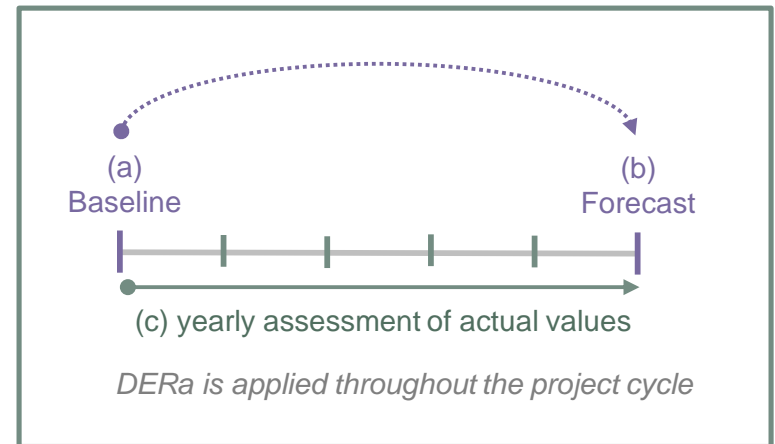 (a)
Baseline
(b)
Forecast
(c) yearly assessment of actual values
DERa is applied throughout the project cycle